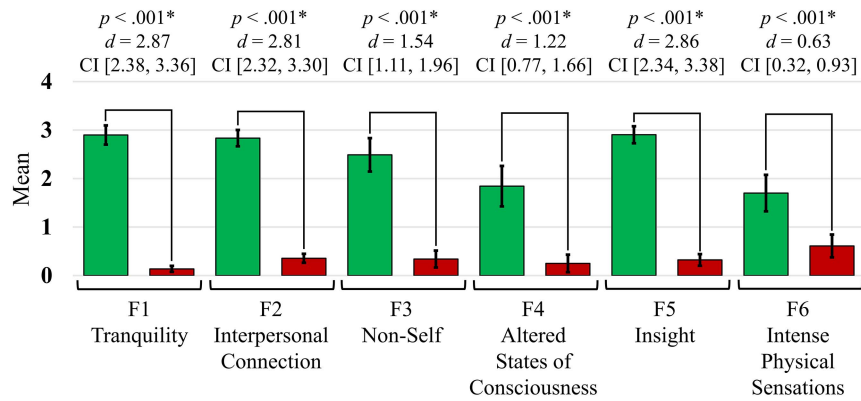 p < .001* p < .001* p < .001* p < .001* p < .001* p < .001*
d = 2.87 d = 2.81 d = 1.54 d = 1.22 d = 2.86 d = 0.63
CI [2.38, 3.36] CI [2.32, 3.30] CI [1.11, 1.96] CI [0.77, 1.66] CI [2.34, 3.38] CI [0.32, 0.93]
4
3
2
1
0
Mean
F1 F2 F3 F4 F5 F6
Tranquility Interpersonal Non-Self Altered Insight Intense
Connection States of Physical
Consciousness Sensations